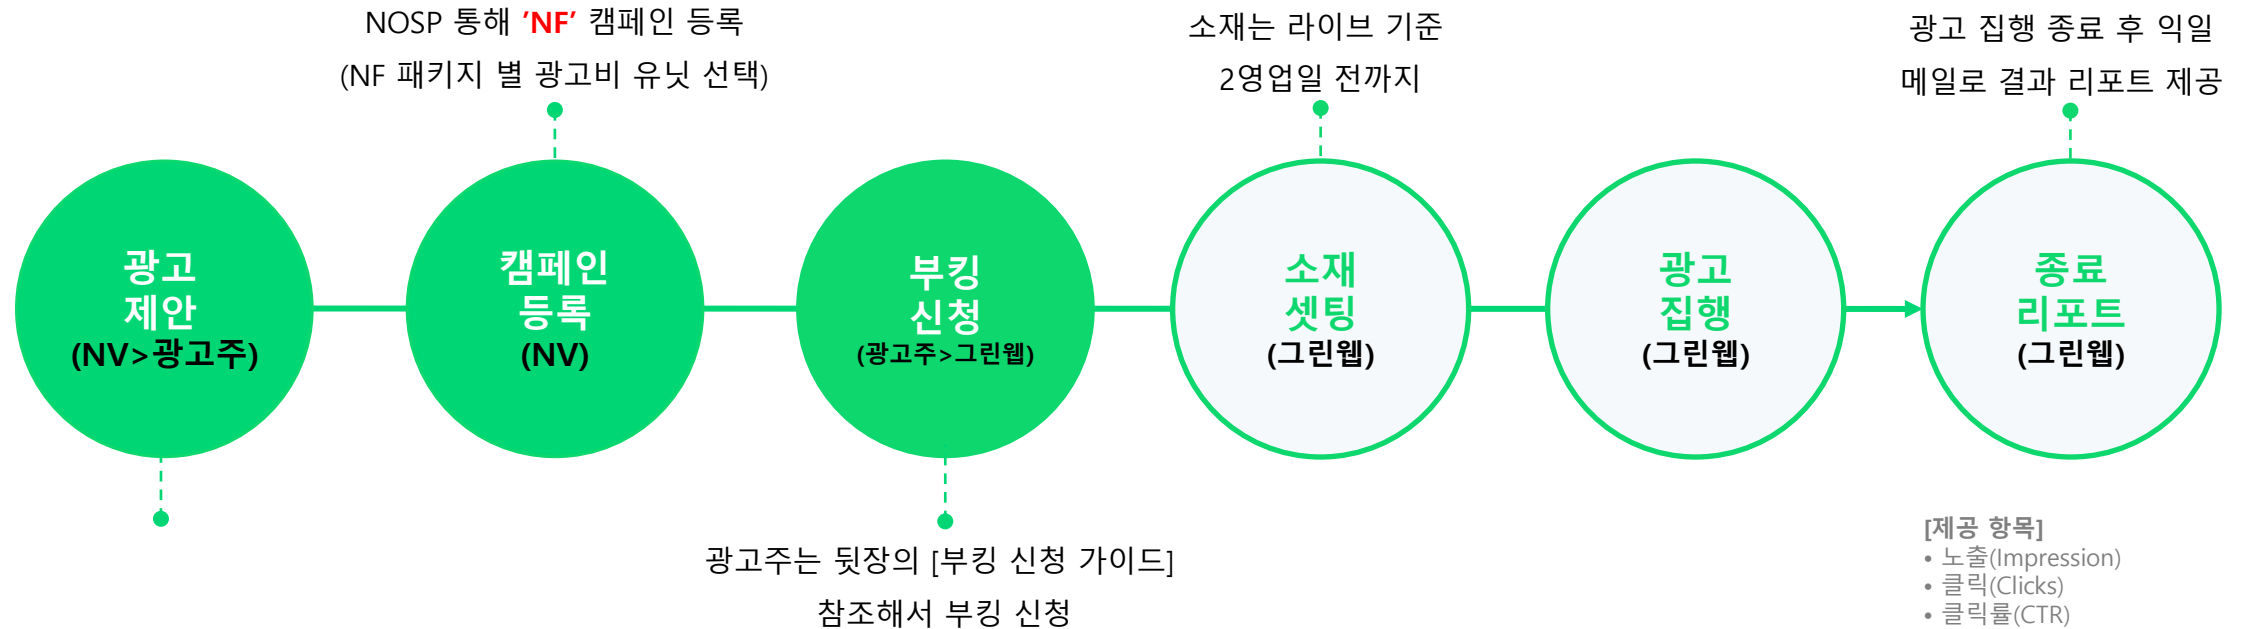 NOSP 통해 ’NF’ 캠페인 등록
(NF 패키지 별 광고비 유닛 선택)
소재는 라이브 기준
2영업일 전까지
광고 집행 종료 후 익일
메일로 결과 리포트 제공
광고
제안
(NV>광고주)
캠페인
등록
(NV)
부킹
신청
(광고주>그린웹)
소재
셋팅
(그린웹)
광고
집행
(그린웹)
종료
리포트
(그린웹)
광고주는 뒷장의 [부킹 신청 가이드]
참조해서 부킹 신청
[제공 항목]
• 노출(Impression)
• 클릭(Clicks)
• 클릭률(CTR)